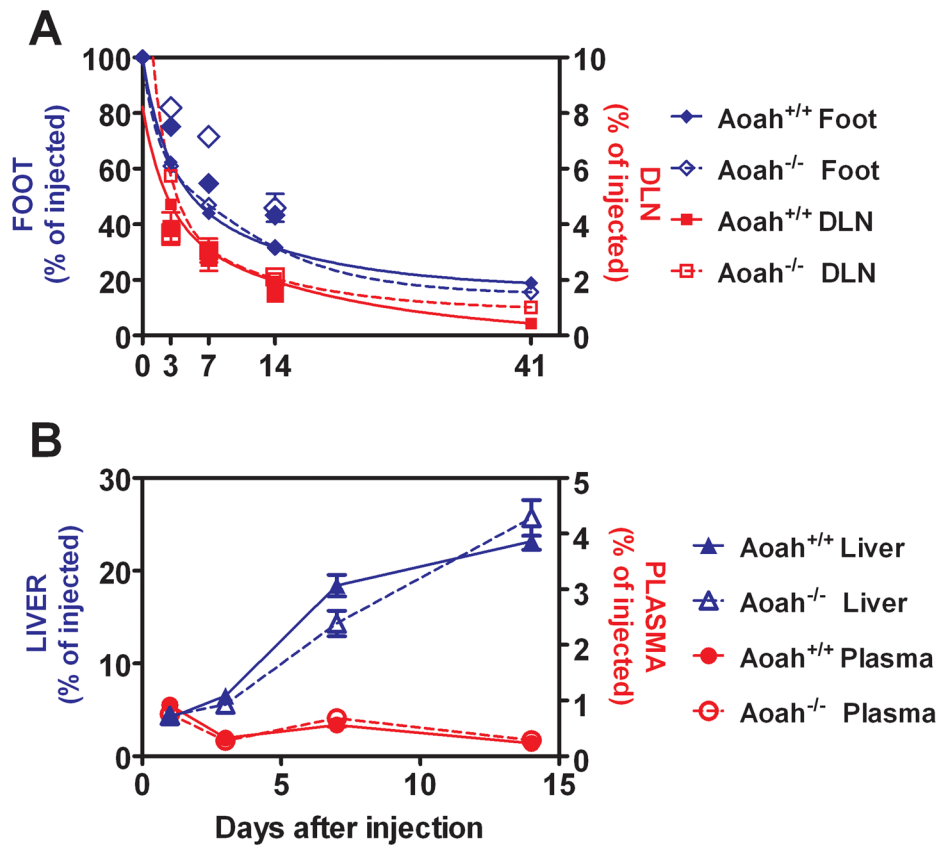 A
FOOT
(% of injected)
100
80
60
40
20
0
0
3
7
14
41
10
8
6
4
2
0
DLN
(% of injected)
Aoah+/+ Foot
Aoah-/- Foot
Aoah+/+ DLN
Aoah-/- DLN
B
LIVER
(% of injected)
30
20
10
0
0
5
10
15
5
4
3
2
1
0
PLASMA
(% of injected)
Aoah+/+ Liver
Aoah-/- Liver
Aoah+/+ Plasma
Aoah-/- Plasma
Days after injection